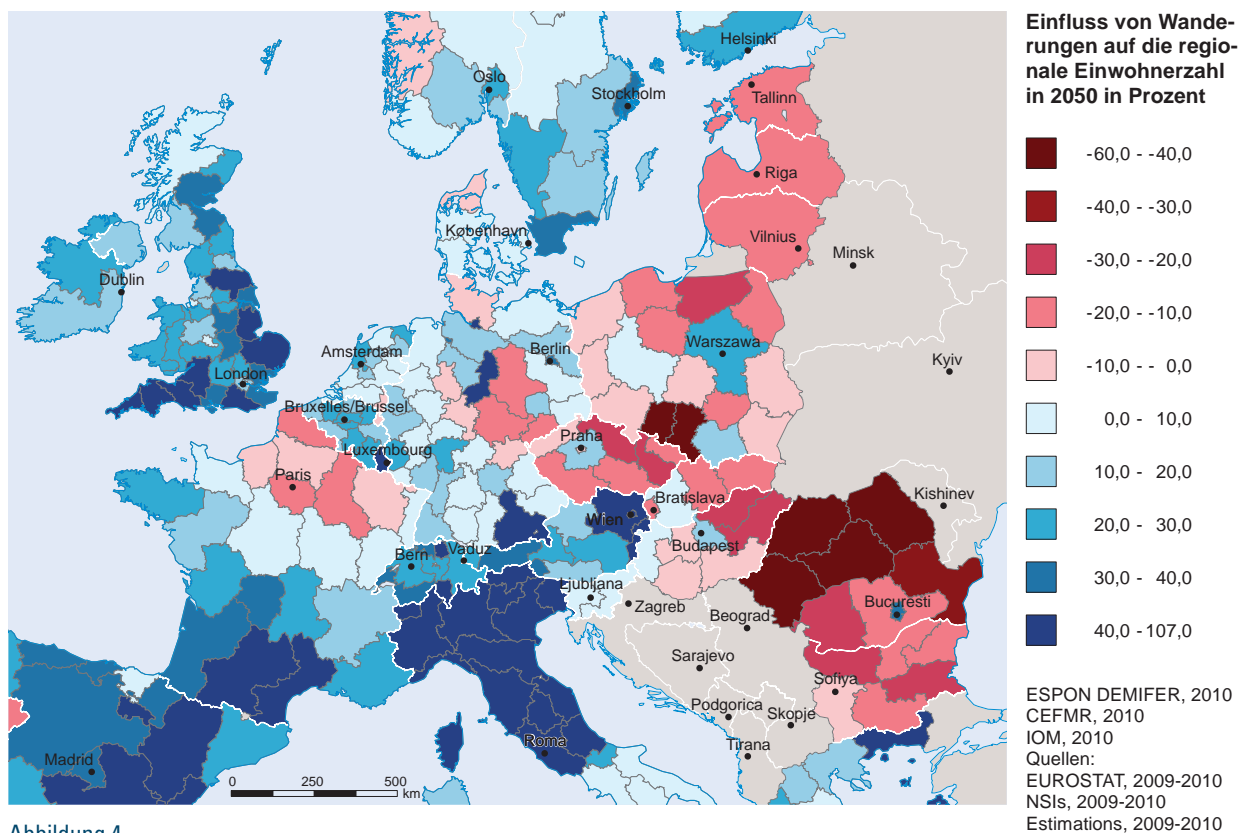 Helsinki
Oslo
Stockholm
Tallinn
Riga
København
Vilnius
Minsk
Dublin
Warszawa
Amsterdam
Berlin
Kyiv
London
Bruxelles/Brussel
Praha
Luxembourg
Paris
Kishinev
Bratislava
Wien
Budapest
Bern
Vaduz
Ljubljana
Zagreb
Bucuresti
Beograd
Sarajevo
Sofiya
Podgorica
Skopje
Roma
Tirana
Madrid
0 250 500
km
Einfluss von Wande-
rungen auf die regio-
nale Einwohnerzahl
in 2050 in Prozent
-60,0 - -40,0
-40,0 - -30,0
-30,0 - -20,0
-20,0 - -10,0
-10,0 - - 0,0
0,0 - 10,0
10,0 - 20,0
20,0 - 30,0
30,0 - 40,0
40,0 - 107,0
ESPON DEMIFER, 2010
CEFMR, 2010
IOM, 2010
Quellen:
EUROSTAT, 2009-2010
NSIs, 2009-2010
Estimations, 2009-2010
Abbildung 4